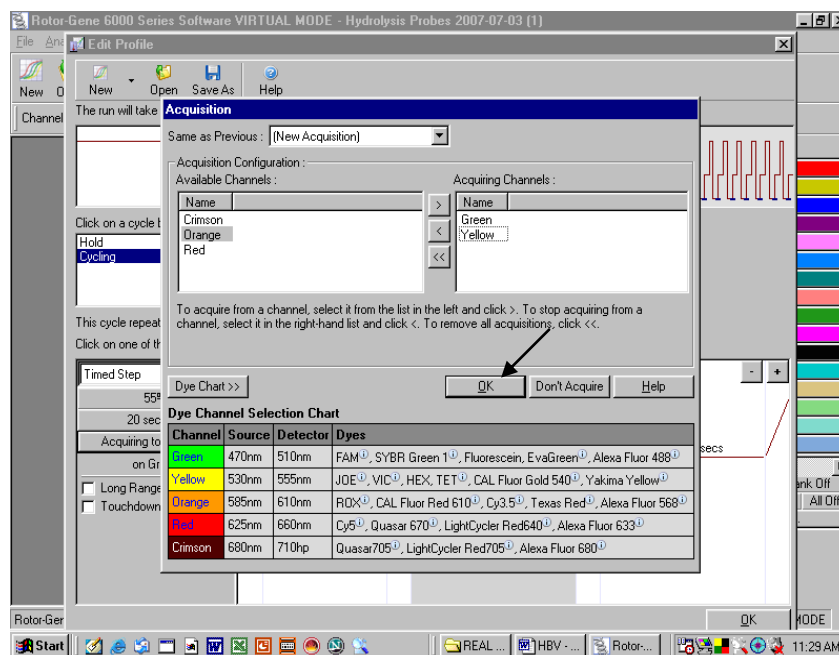 Rotor-Gene 6000 Series Software VIRTUAL MODE - Hydrolysis Probes 2007-07-03 (1)
File Ana
Edit Profile
New
New Open Save As Help
Channel
The run will take
Acquisition
Same as Previous : (New Acquisition)
Acquisition Configuration :
Available Channels :
Name
Crimson
Orange
Red
>
<
<<
Acquiring Channels :
Name
Green
Yellow
To acquire from a channel, select it from the list in the left and click >. To stop acquiring from a
channel, select it in the right-hand list and click <. To remove all acquisitions, click <<.
Dye Chart >> OK Don't Acquire Help
Dye Channel Selection Chart
Channel Source Detector Dyes
Green 470nm 510nm FAM, SYBR Green 1, Fluorescein, EvaGreen, Alexa Fluor 488
Yellow 530nm 555nm JOE, VIC, HEX, TET, CAL Fluor Gold 540, Yakima Yellow
Orange 585nm 610nm ROX, CAL Fluor Red 610, Cy3.5, Texas Red, Alexa Fluor 568
Red 625nm 660nm Cy5, Quasar 670, LightCycler Red640, Alexa Fluor 633
Crimson 680nm 710hp Quasar705, LightCycler Red705, Alexa Fluor 680
Click on a cycle b
Hold
Cycling
This cycle repeat
Click on one of th
Timed Step
55º
20 sec
Acquiring to
on Gr
Long Range
Touchdown
- +
secs
ank Off
All Off
OK
Rotor-Ger
MODE
Start
REAL ...
HBV - ...
Rotor-...
11:29 AM